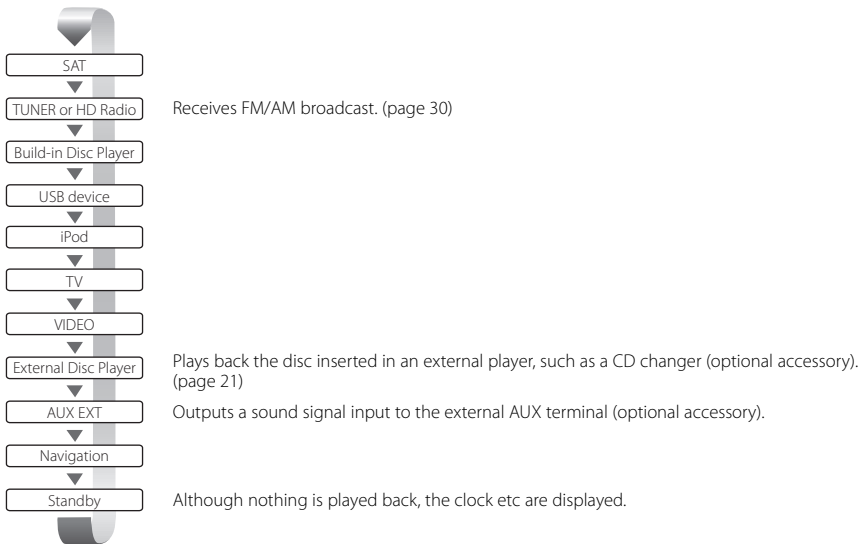 SAT
TUNER or HD Radio
Receives FM/AM broadcast. (page 30)
Build-in Disc Player
USB device
iPod
TV
VIDEO
External Disc Player
Plays back the disc inserted in an external player, such as a CD changer (optional accessory).
(page 21)
AUX EXT
Outputs a sound signal input to the external AUX terminal (optional accessory).
Navigation
Standby
Although nothing is played back, the clock etc are displayed.